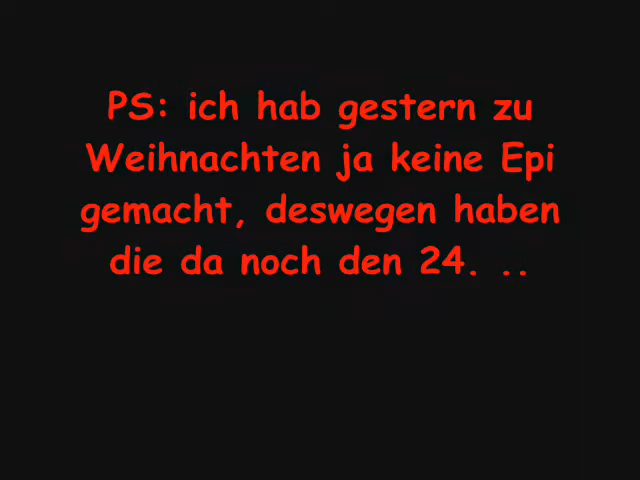 PS: ich hab gestern zu
Weihnachten ja keine Epi
gemacht, deswegen haben
die da noch den 24. ..